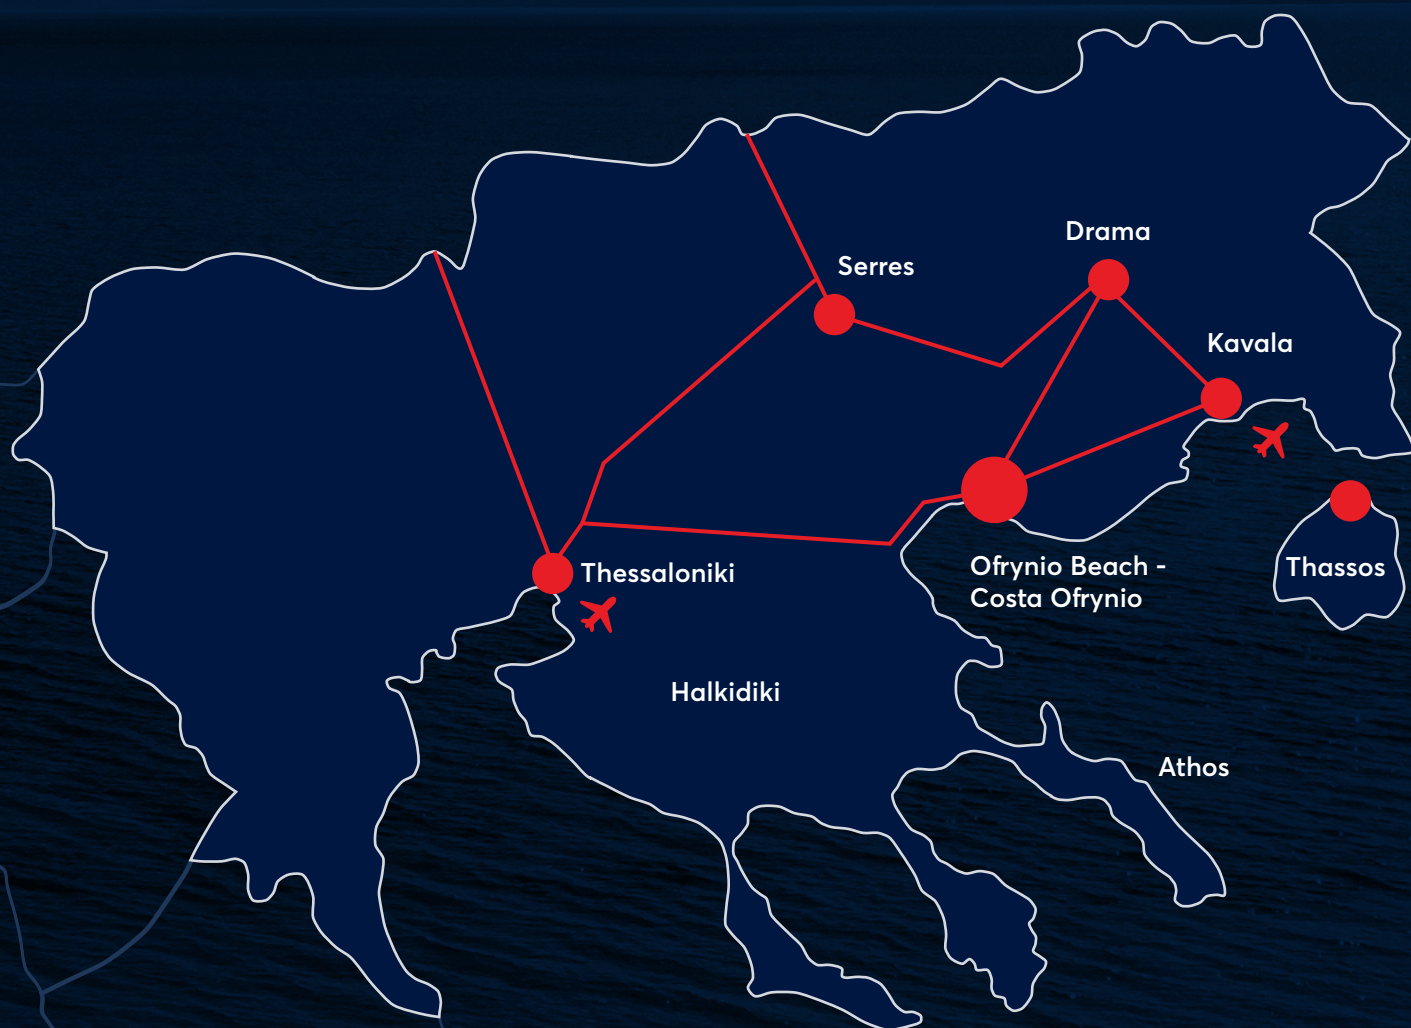 Drama
Serres
Kavala
Thessaloniki
Ofrynio Beach -
Costa Ofrynio
Thassos
Halkidiki
Athos